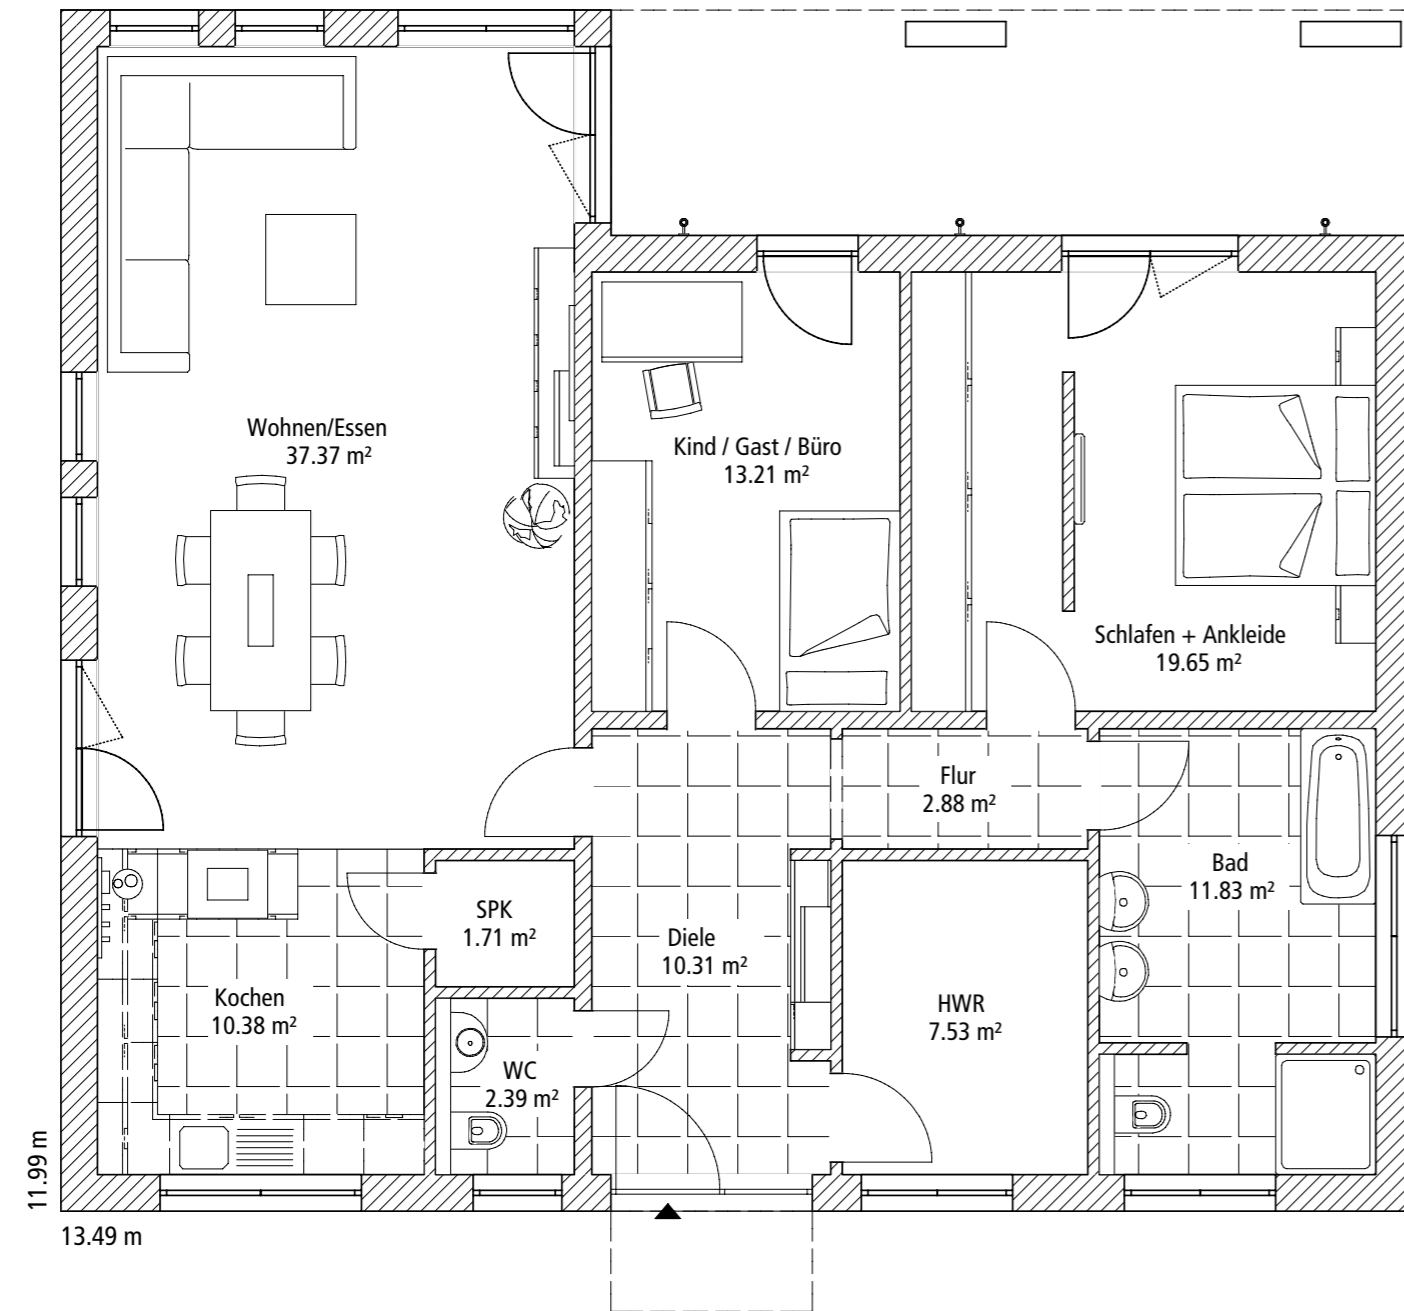 Wohnen/Essen
37.37 m²
Kind / Gast / Büro
13.21 m²
Schlafen + Ankleide
19.65 m²
Flur
2.88 m²
Bad
11.83 m²
SPK
1.71 m²
Diele
10.31 m²
Kochen
10.38 m²
HWR
7.53 m²
WC
2.39 m²
11.99 m
13.49 m